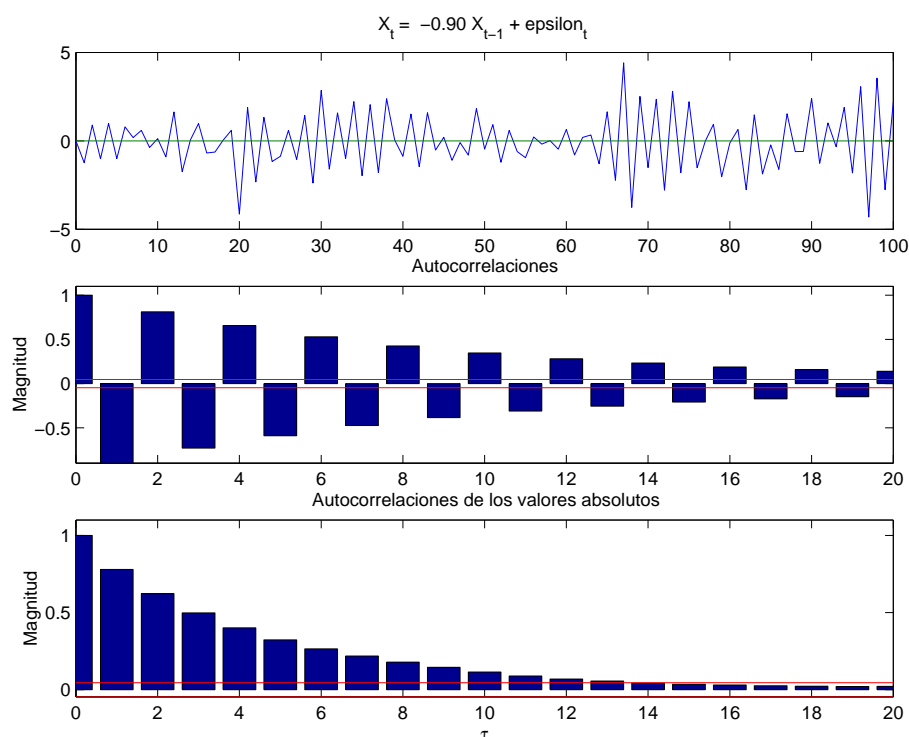 X_t = −0.90 X_{t−1} + epsilon_t
5
0
−5
0 10 20 30 40 50 60 70 80 90 100
Autocorrelaciones
Magnitud
1
0.5
0
−0.5
0 2 4 6 8 10 12 14 16 18 20
Autocorrelaciones de los valores absolutos
Magnitud
1
0.5
0
0 2 4 6 8 10 12 14 16 18 20
τ